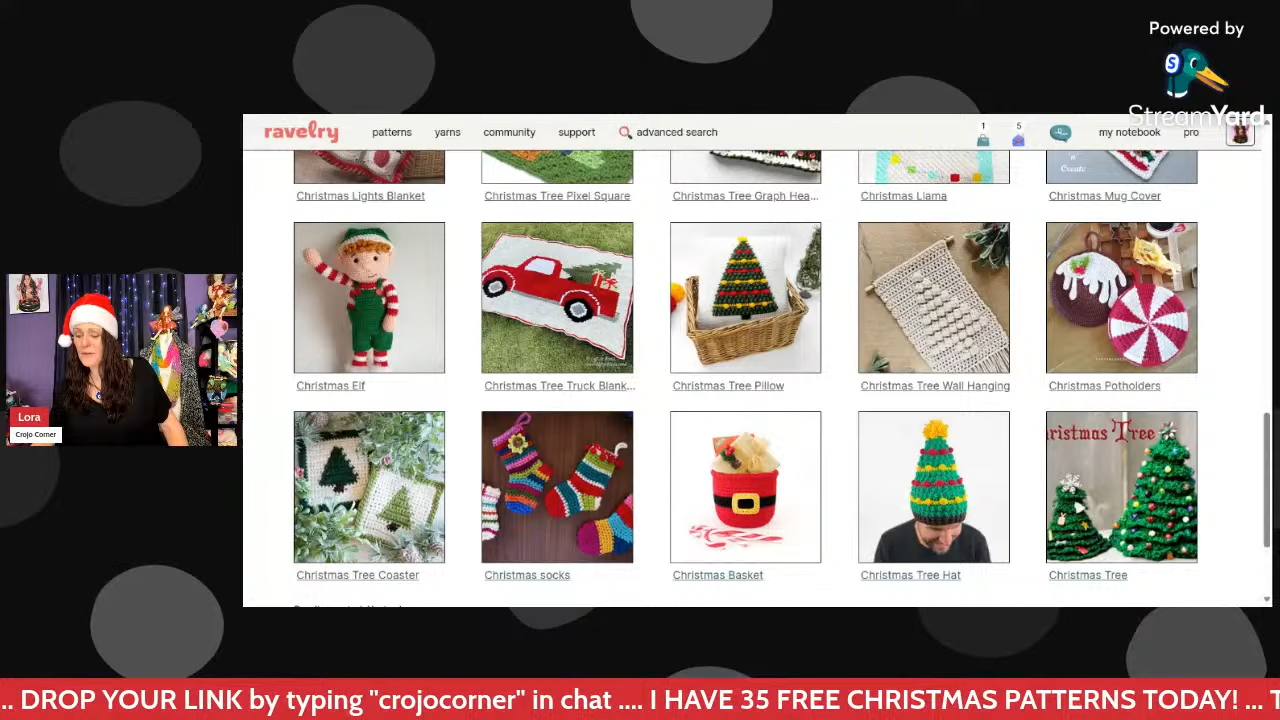 Powered by
S
StreamYard
ravelry patterns yarns community support advanced search 1 5 my notebook pro
n'
Create
Christmas Lights Blanket Christmas Tree Pixel Square Christmas Tree Graph Hea... Christmas Llama Christmas Mug Cover
Christmas Elf Christmas Tree Truck Blank... Christmas Tree Pillow Christmas Tree Wall Hanging Christmas Potholders
Lora
Crojo Corner
ristmas Tree
Christmas Tree Coaster Christmas socks Christmas Basket Christmas Tree Hat Christmas Tree
.. DROP YOUR LINK by typing "crojocorner" in chat .... I HAVE 35 FREE CHRISTMAS PATTERNS TODAY! ... T